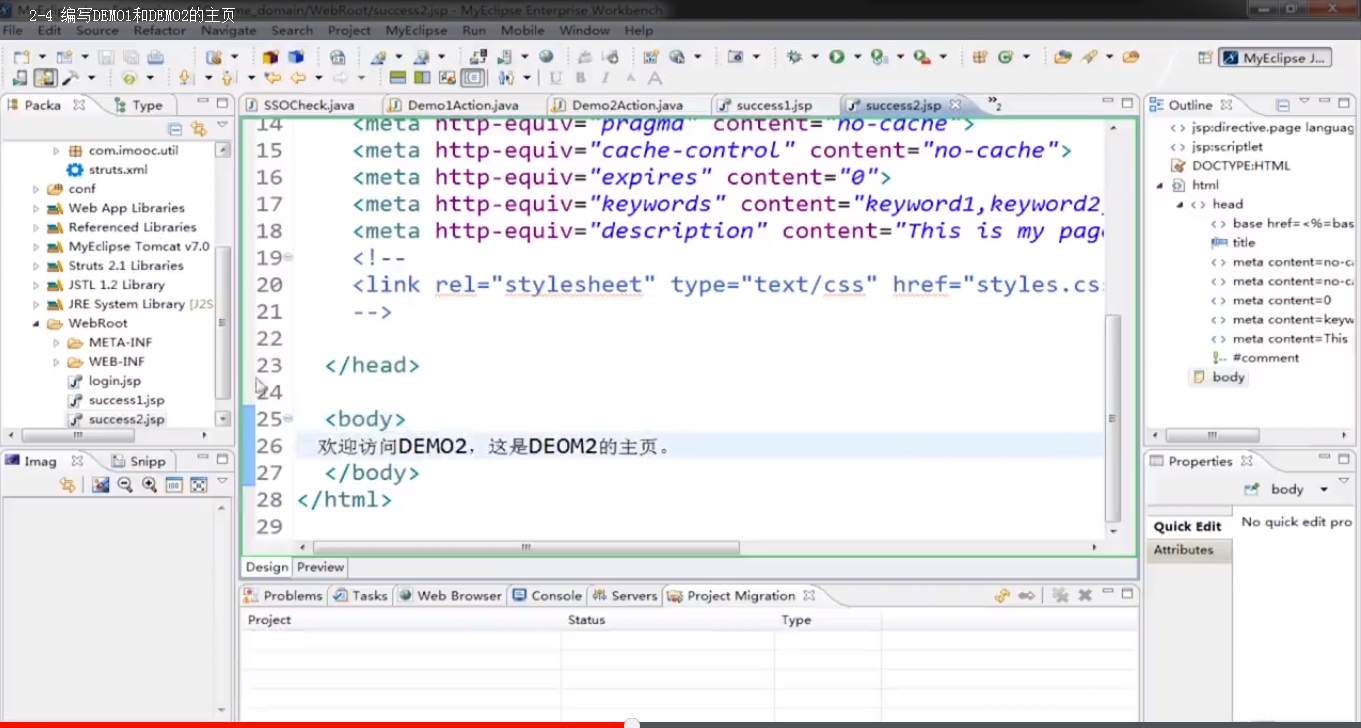 2-4 编写DEMO1和DEMO2的主页
me_domain/WebRoot/success2.jsp - MyEclipse Enterprise Workbench
File Edit Source Refactor Navigate Search Project MyEclipse Run Mobile Window Help
MyEclipse J...
Packa Type
com.imooc.util
struts.xml
conf
Web App Libraries
Referenced Libraries
MyEclipse Tomcat v7.0
Struts 2.1 Libraries
JSTL 1.2 Library
JRE System Library [J2S
WebRoot
META-INF
WEB-INF
login.jsp
success1.jsp
success2.jsp
Imag Snipp
SSOCheck.java Demo1Action.java Demo2Action.java success1.jsp success2.jsp »2
14 <meta http-equiv="pragma" content="no-cache">
15 <meta http-equiv="cache-control" content="no-cache">
16 <meta http-equiv="expires" content="0">
17 <meta http-equiv="keywords" content="keyword1,keyword2
18 <meta http-equiv="description" content="This is my page
19 <!--
20 <link rel="stylesheet" type="text/css" href="styles.css
21 -->
22
23 </head>
24
25 <body>
26 欢迎访问DEMO2，这是DEOM2的主页。
27 </body>
28 </html>
29
Design Preview
Problems Tasks Web Browser Console Servers Project Migration
Project Status Type
Outline
jsp:directive.page languag
jsp:scriptlet
DOCTYPE:HTML
html
head
base href=<%=bas
title
meta content=no-c
meta content=no-c
meta content=0
meta content=keyw
meta content=This
#comment
body
Properties
body
Quick Edit
Attributes
No quick edit pro